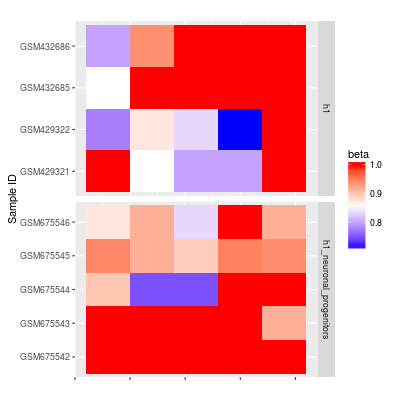 GSM432686
GSM432685
GSM429322
GSM429321
h1
GSM675546
GSM675545
GSM675544
GSM675543
GSM675542
h1_neuronal_progenitors
Sample ID
beta
1.0
0.9
0.8